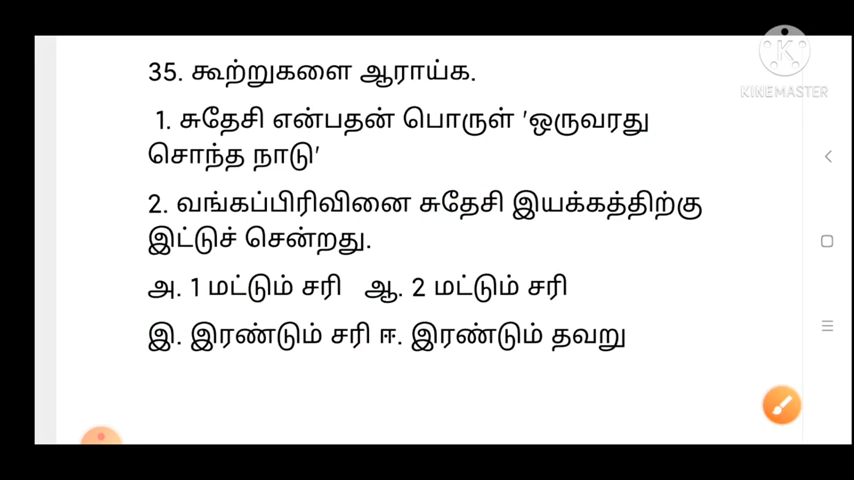 35. கூற்றுகளை ஆராய்க.
1. சுதேசி என்பதன் பொருள் 'ஒருவரது
சொந்த நாடு'
2. வங்கப்பிரிவினை சுதேசி இயக்கத்திற்கு
இட்டுச் சென்றது.
அ. 1 மட்டும் சரி ஆ. 2 மட்டும் சரி
இ. இரண்டும் சரி ஈ. இரண்டும் தவறு
KINEMASTER